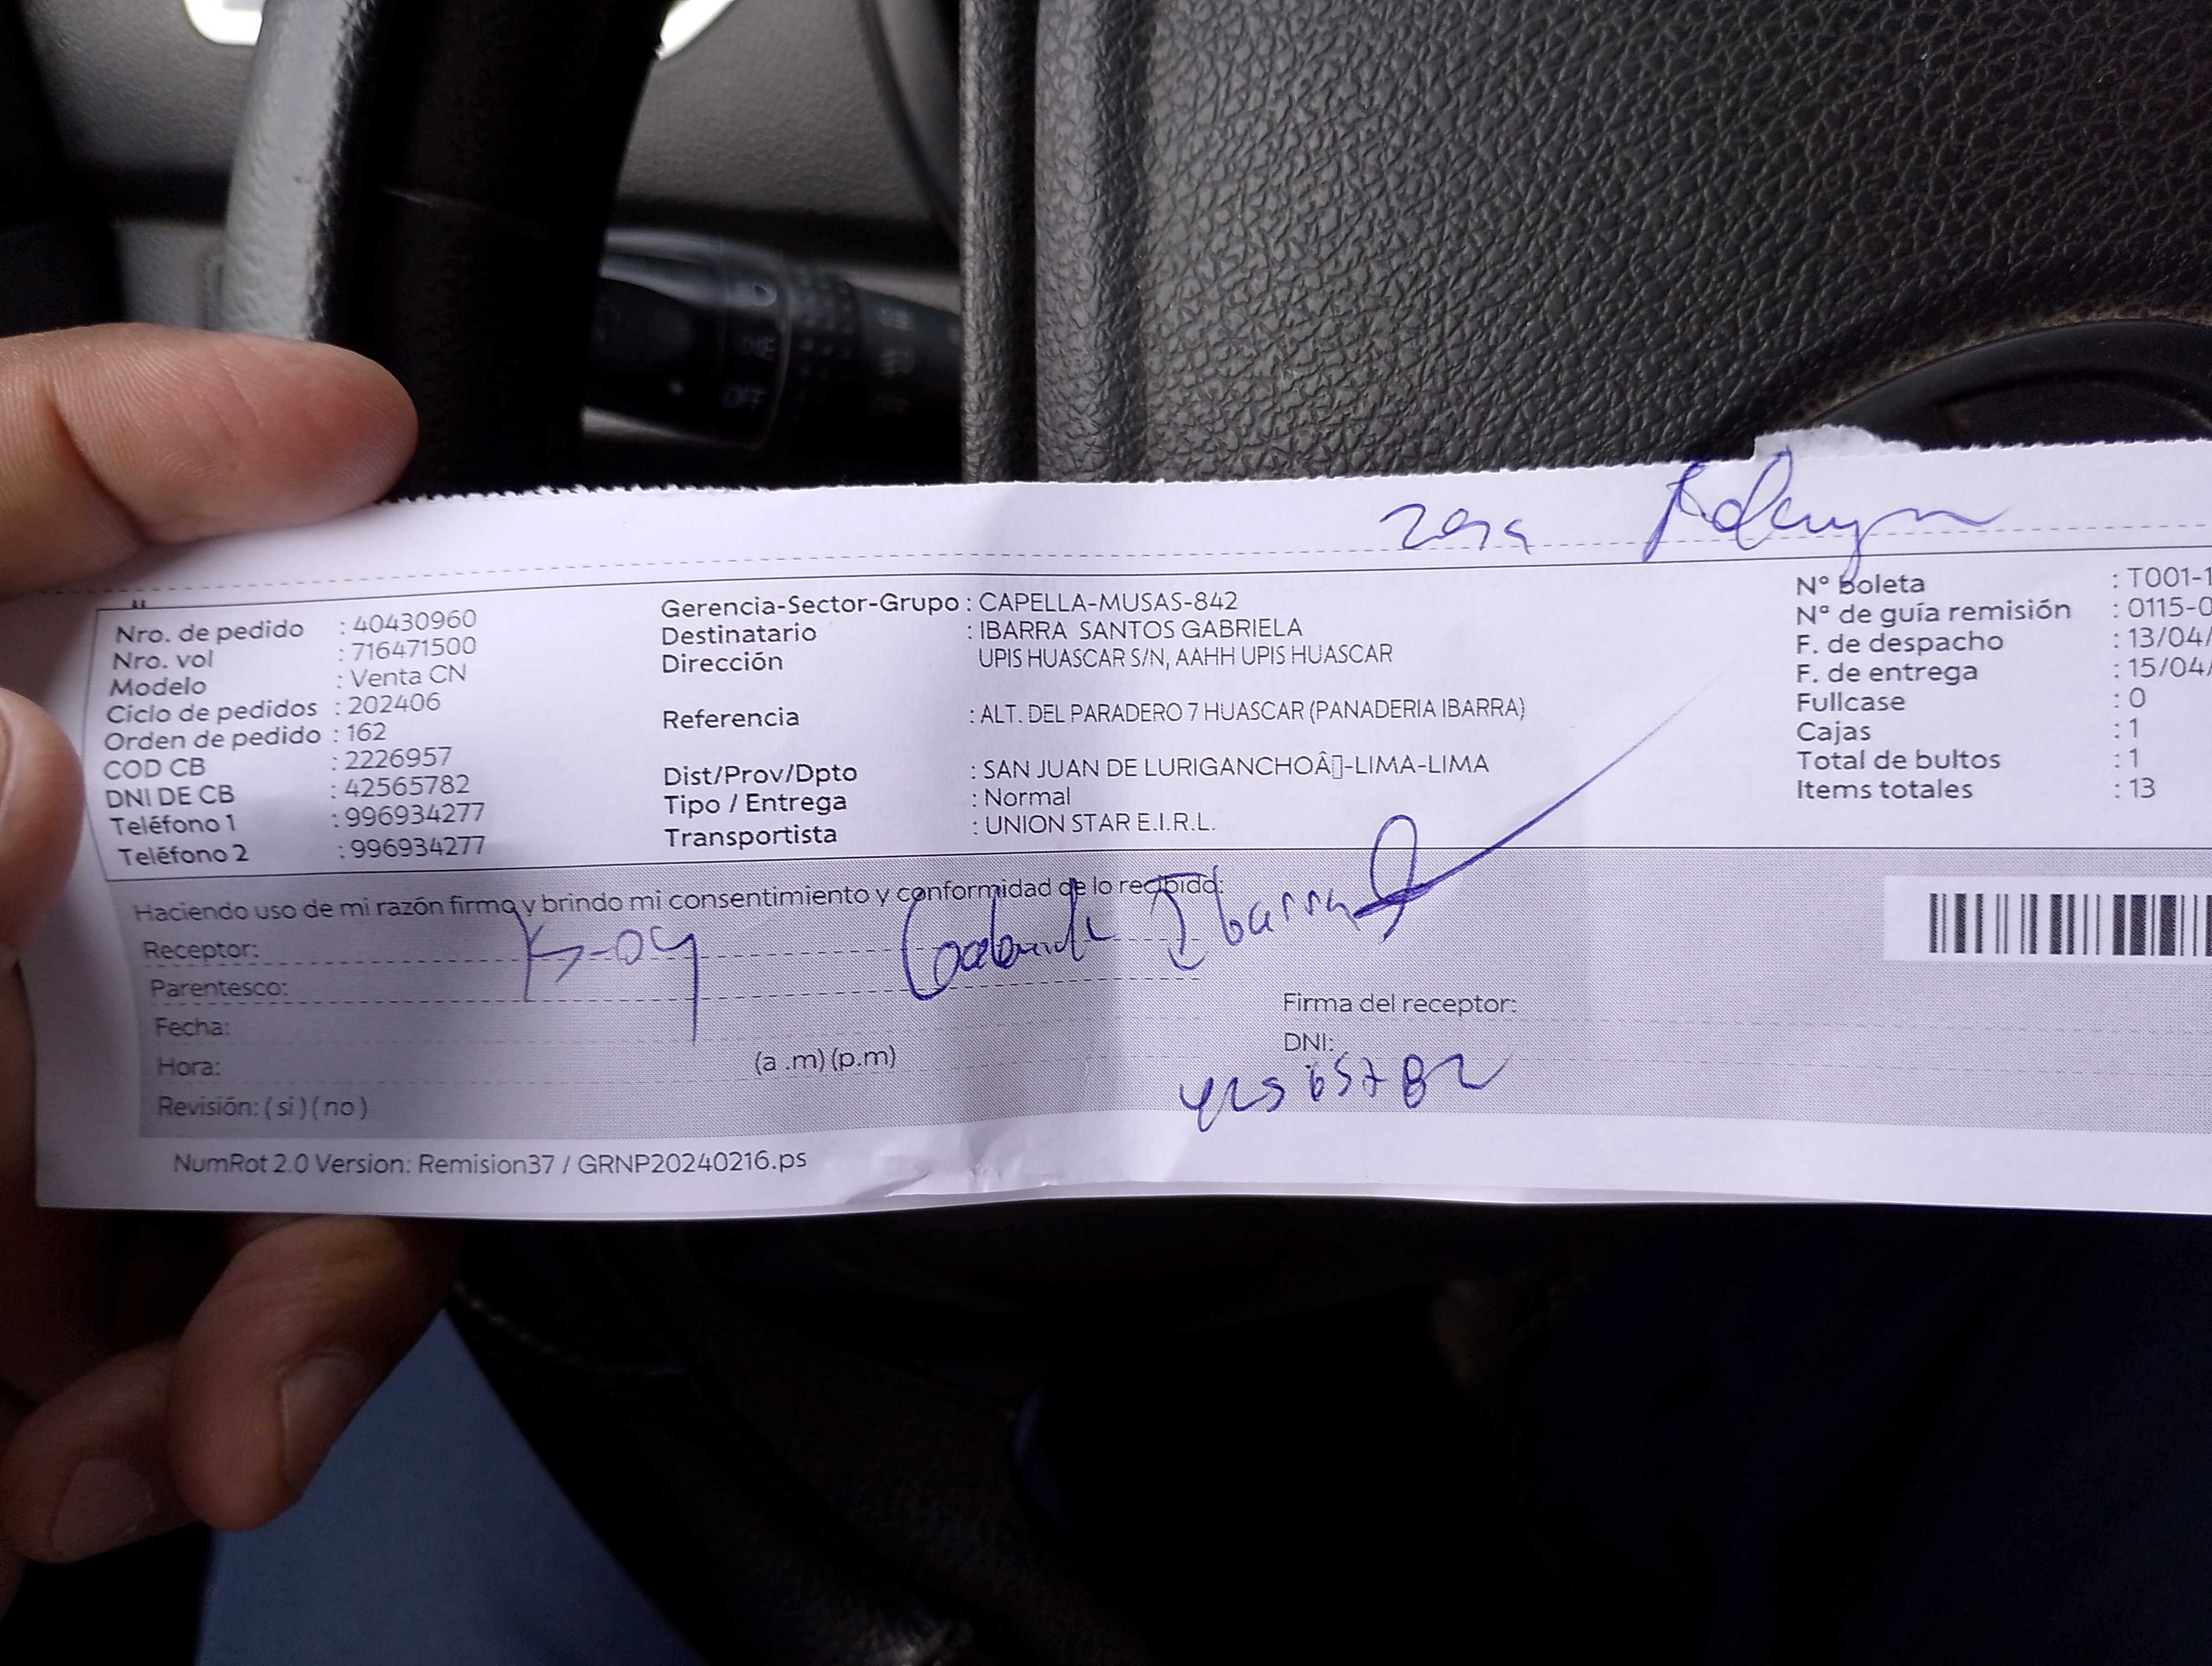 Nro. de pedido : 40430960
Nro. vol : 716471500
Modelo : Venta CN
Ciclo de pedidos : 202406
Orden de pedido : 162
COD CB : 2226957
DNI DE CB : 42565782
Teléfono 1 : 996934277
Teléfono 2 : 996934277
Gerencia-Sector-Grupo : CAPELLA-MUSAS-842
Destinatario : IBARRA SANTOS GABRIELA
Dirección UPIS HUASCAR S/N, AAHH UPIS HUASCAR
Referencia : ALT. DEL PARADERO 7 HUASCAR (PANADERIA IBARRA)
Dist/Prov/Dpto : SAN JUAN DE LURIGANCHOÂ-LIMA-LIMA
Tipo / Entrega : Normal
Transportista : UNION STAR E.I.R.L.
N° boleta : T001-1
N° de guía remisión : 0115-0
F. de despacho : 13/04/
F. de entrega : 15/04/
Fullcase : 0
Cajas : 1
Total de bultos : 1
Items totales : 13
Haciendo uso de mi razón firmo y brindo mi consentimiento y conformidad de lo recibido:
Receptor: 15-04 Gabriela Ibarra
Parentesco:
Fecha:
Hora: (a .m) (p.m)
Revisión: ( si ) ( no )
Firma del receptor:
DNI:
42565782
NumRot 2.0 Version: Remision37 / GRNP20240216.ps
OFF